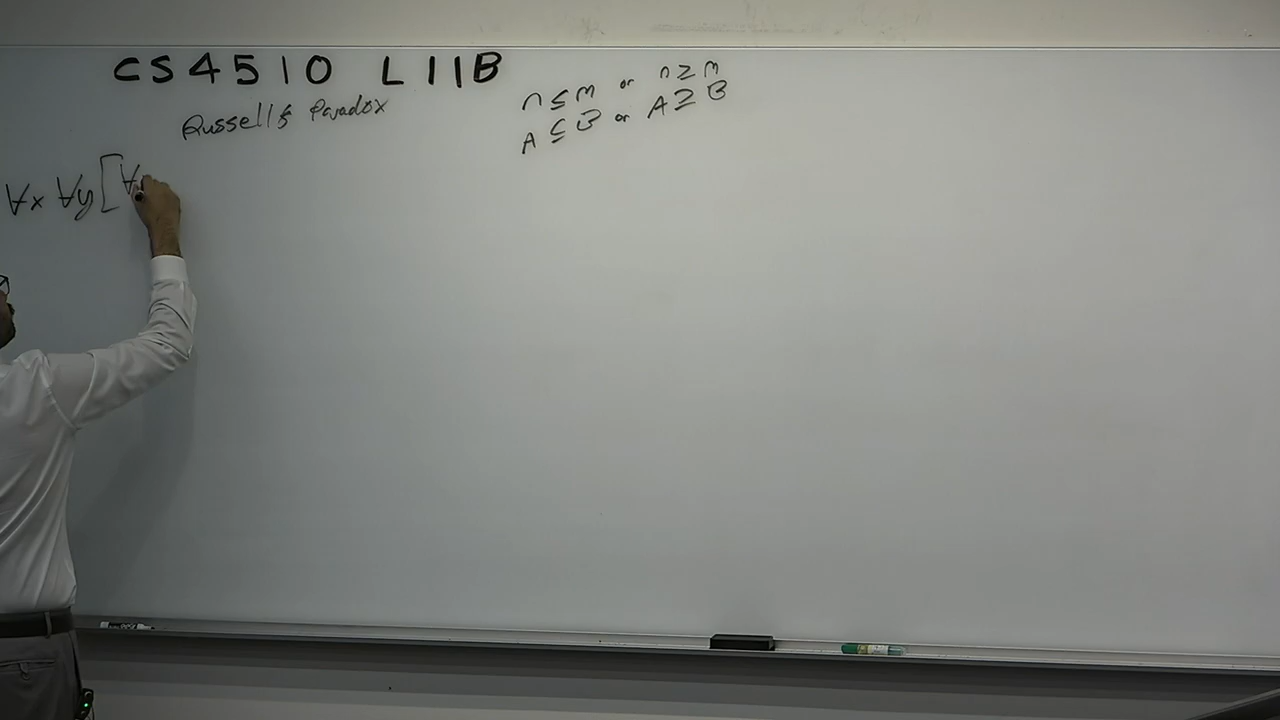 CS4510 L11B
Russell's Paradox
n ≤ m or n ≥ m
A ⊆ B or A ⊇ B
∀x ∀y [∀